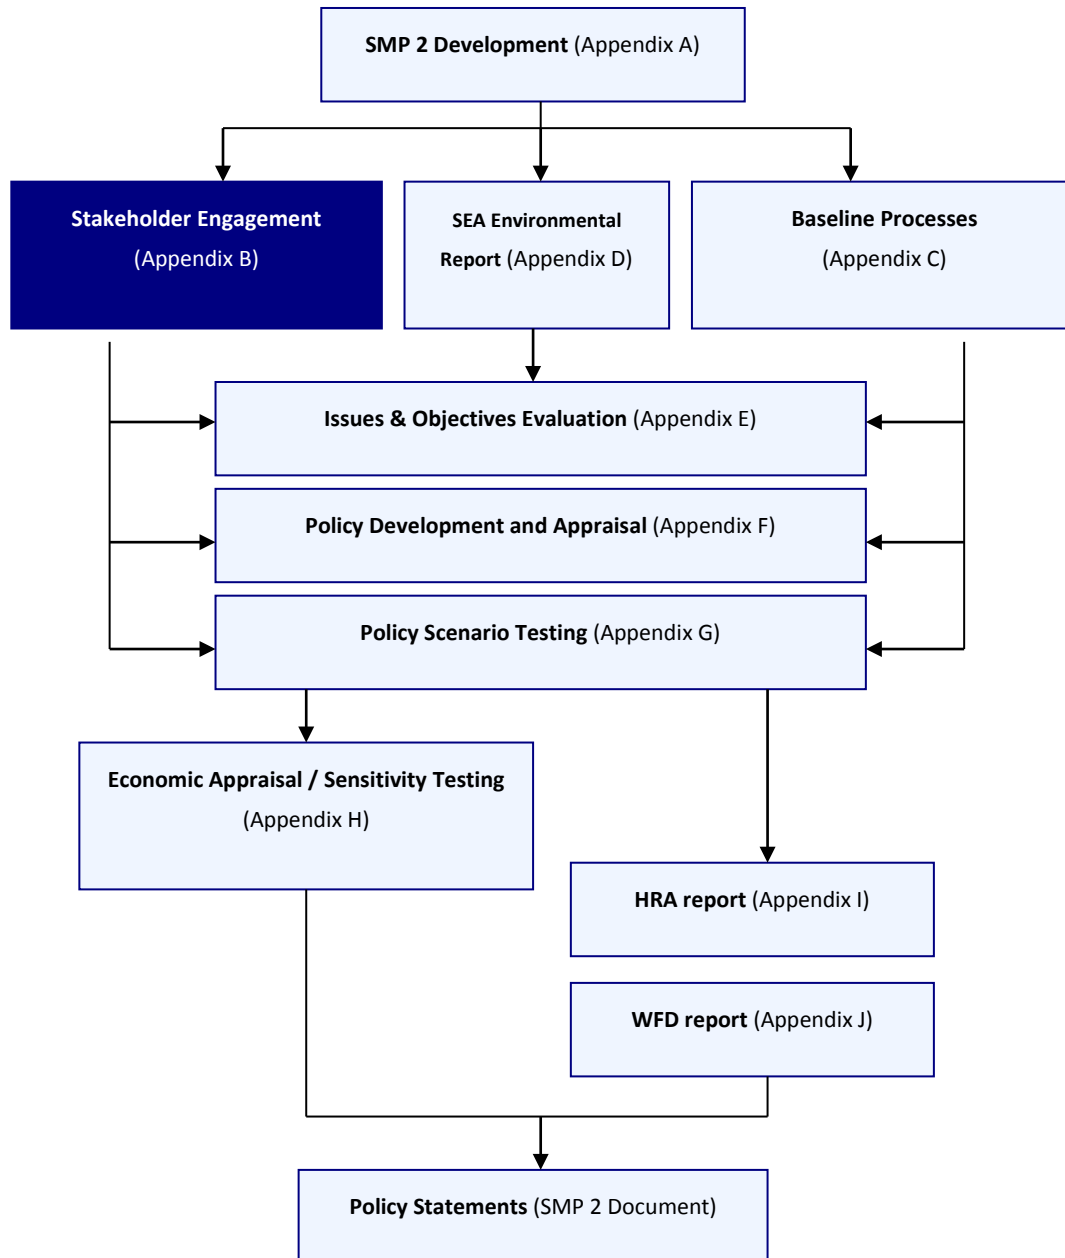 SMP 2 Development (Appendix A)
Stakeholder Engagement
(Appendix B)
SEA Environmental
Report (Appendix D)
Baseline Processes
(Appendix C)
Issues & Objectives Evaluation (Appendix E)
Policy Development and Appraisal (Appendix F)
Policy Scenario Testing (Appendix G)
Economic Appraisal / Sensitivity Testing
(Appendix H)
HRA report (Appendix I)
WFD report (Appendix J)
Policy Statements (SMP 2 Document)